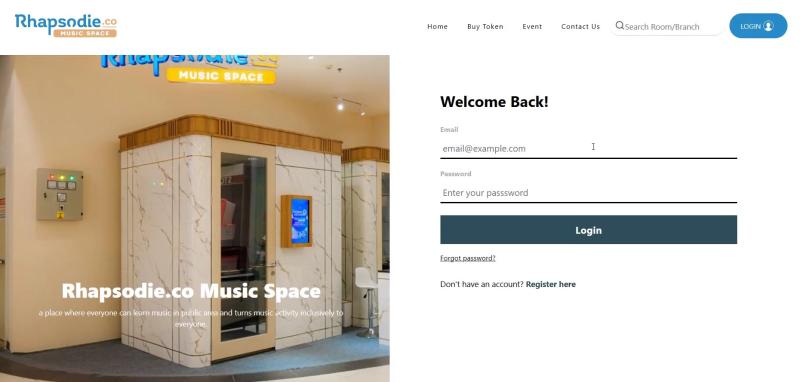 Rhapsodie.co
MUSIC SPACE
Home
Buy Token
Event
Contact Us
Search Room/Branch
LOGIN
Rhapsodie.co
MUSIC SPACE
Rhapsodie.co Music Space
a place where everyone can learn music in public area and turns music activity inclusively to
everyone.
Welcome Back!
Email
email@example.com
Password
Enter your passsword
Login
Forgot password?
Don't have an account? Register here